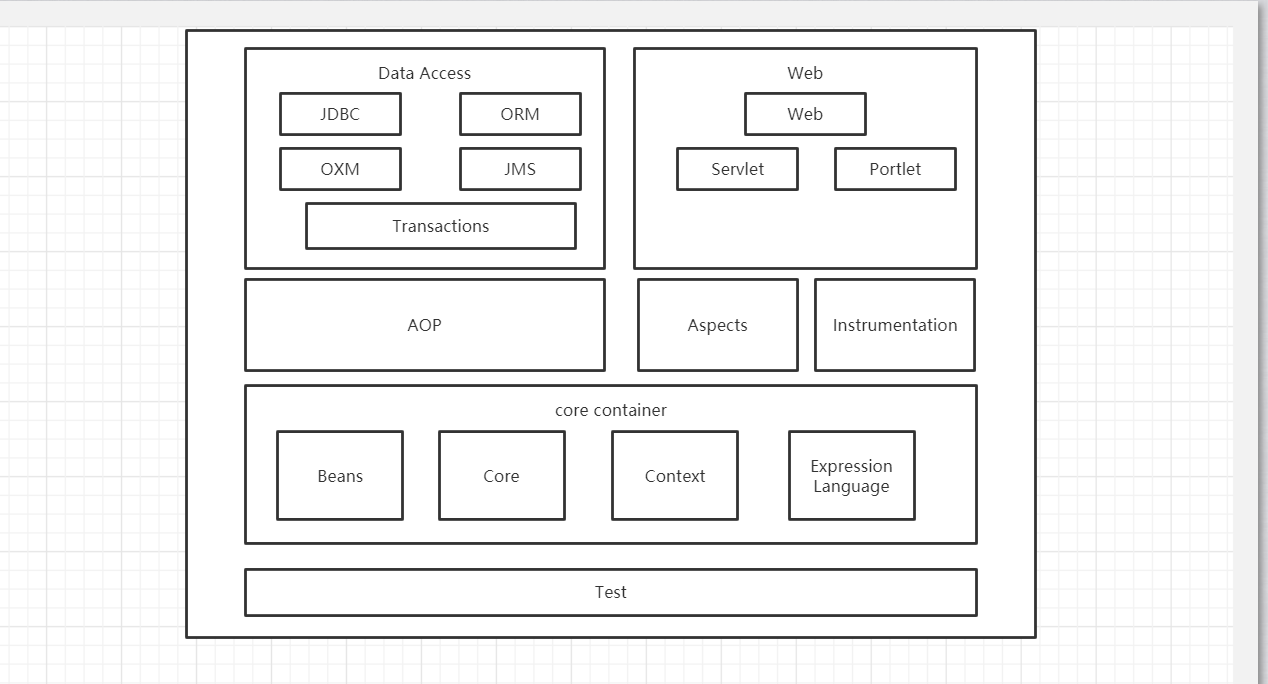 Data Access
JDBC
ORM
OXM
JMS
Transactions
Web
Web
Servlet
Portlet
AOP
Aspects
Instrumentation
core container
Beans
Core
Context
Expression
Language
Test